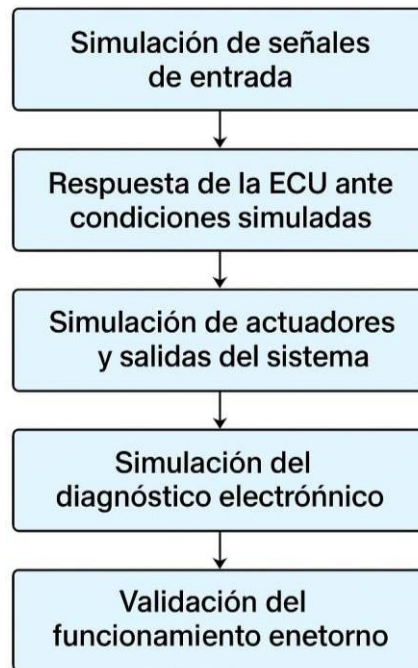 Simulación de señales
de entrada
Respuesta de la ECU ante
condiciones simuladas
Simulación de actuadores
y salidas del sistema
Simulación del
diagnóstico electróńnico
Validación del
funcionamiento enetorno